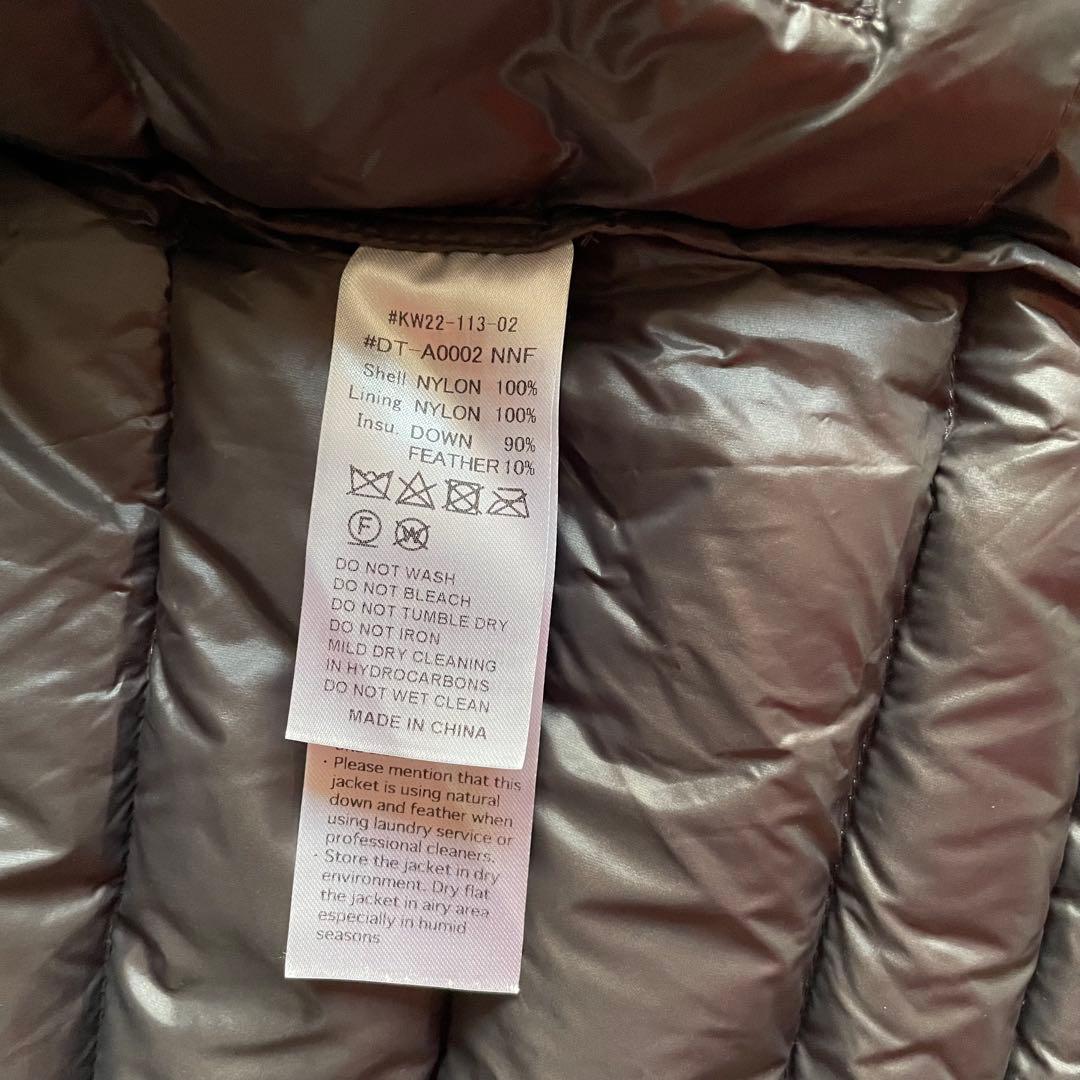 #KW22-113-02
#DT-A0002 NNF
Shell NYLON 100%
Lining NYLON 100%
Insu. DOWN 90%
FEATHER 10%
F
W
DO NOT WASH
DO NOT BLEACH
DO NOT TUMBLE DRY
DO NOT IRON
MILD DRY CLEANING
IN HYDROCARBONS
DO NOT WET CLEAN
MADE IN CHINA
· Please mention that this
jacket is using natural
down and feather when
using laundry service or
professional cleaners.
· Store the jacket in dry
environment. Dry flat
the jacket in airy area
especially in humid
seasons